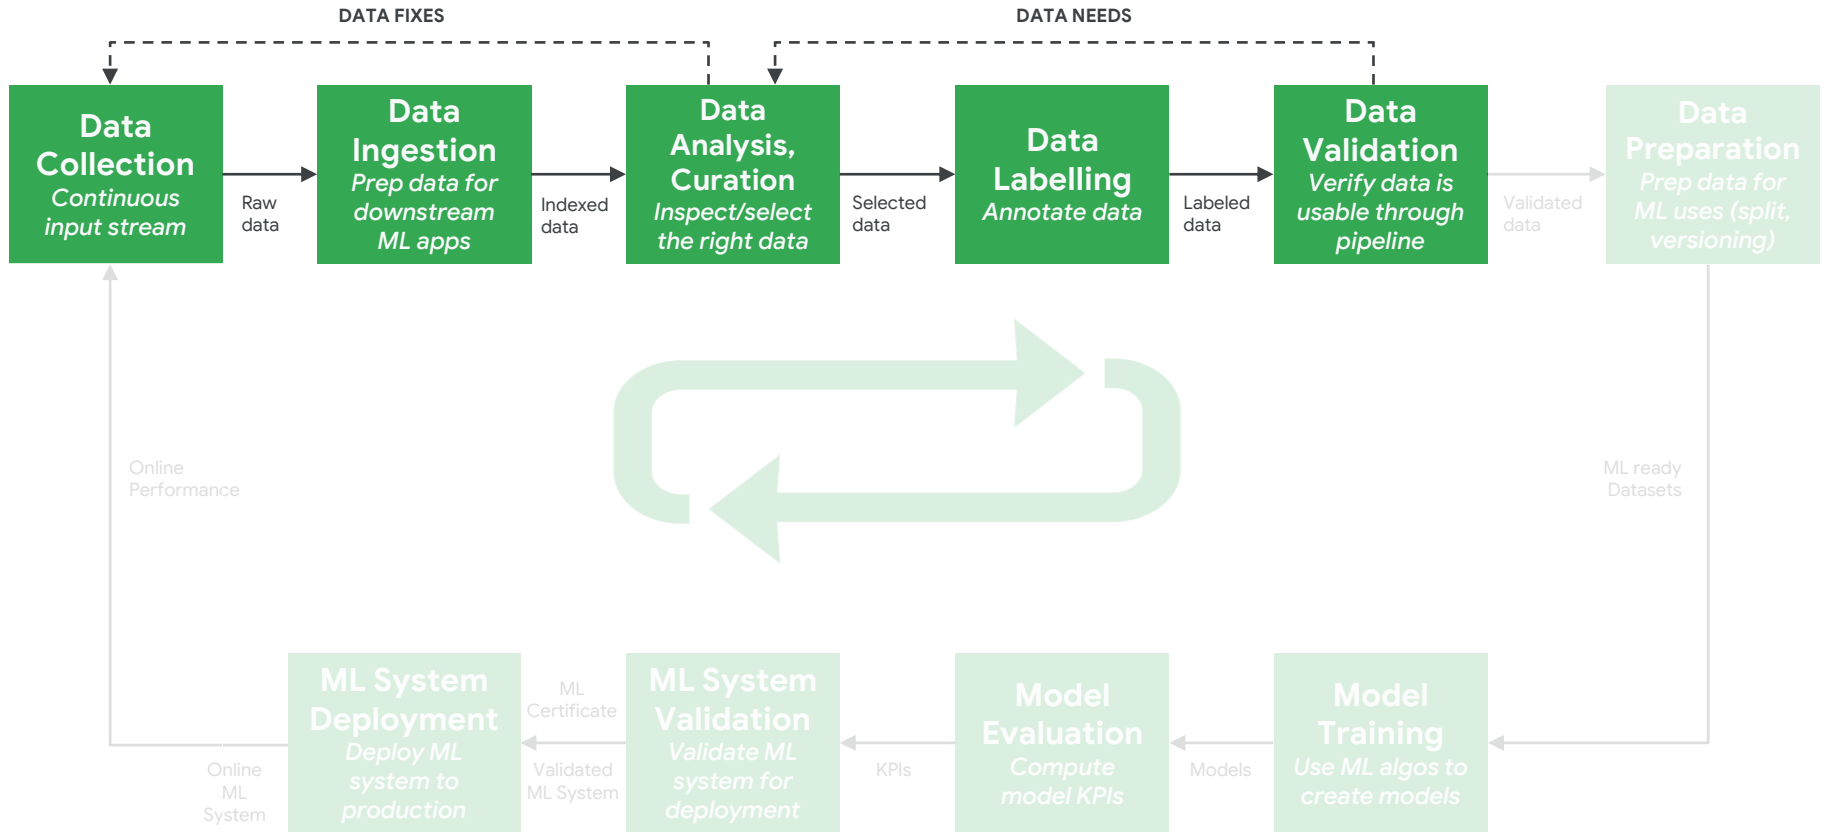 DATA FIXES
DATA NEEDS
Data
Collection
Continuous
input stream
Raw
data
Data
Ingestion
Prep data for
downstream
ML apps
Indexed
data
Data
Analysis,
Curation
Inspect/select
the right data
Selected
data
Data
Labelling
Annotate data
Labeled
data
Data
Validation
Verify data is
usable through
pipeline
Validated
data
Data
Preparation
Prep data for
ML uses (split,
versioning)
Online
Performance
ML ready
Datasets
ML System
Deployment
Deploy ML
system to
production
Online
ML
System
ML
Certificate
Validated
ML System
ML System
Validation
Validate ML
system for
deployment
KPIs
Model
Evaluation
Compute
model KPIs
Models
Model
Training
Use ML algos to
create models